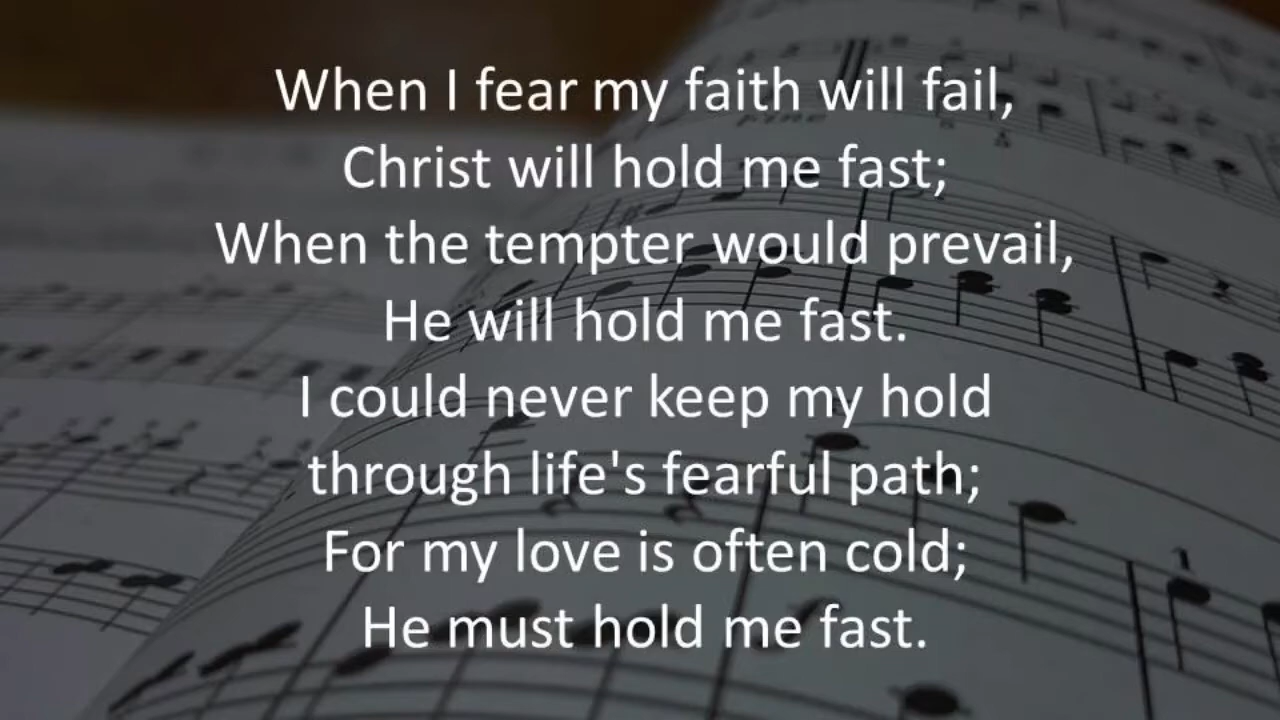 When I fear my faith will fail,
Christ will hold me fast;
When the tempter would prevail,
He will hold me fast.
I could never keep my hold
through life's fearful path;
For my love is often cold;
He must hold me fast.